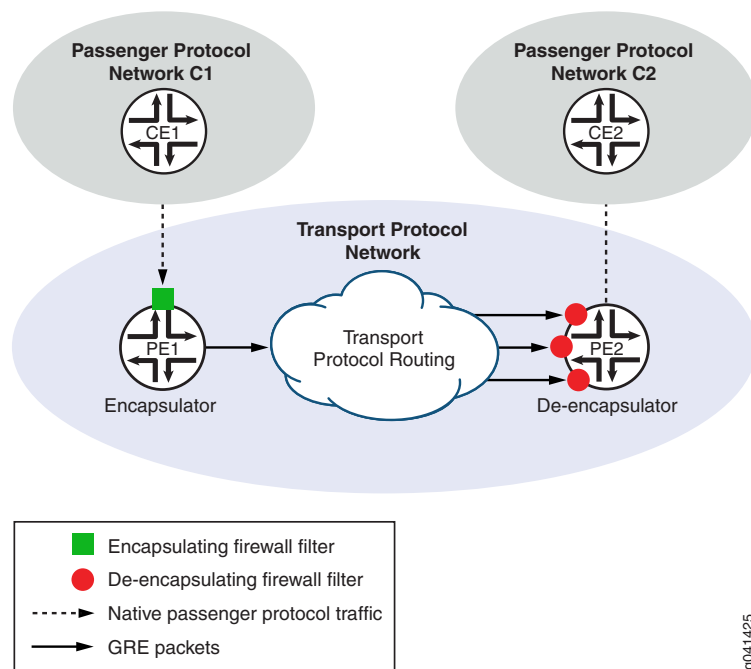 Passenger Protocol
Network C1
Passenger Protocol
Network C2
CE1
CE2
Transport Protocol
Network
PE1
Transport
Protocol Routing
PE2
Encapsulator
De-encapsulator
Encapsulating firewall filter
De-encapsulating firewall filter
Native passenger protocol traffic
GRE packets
g041425